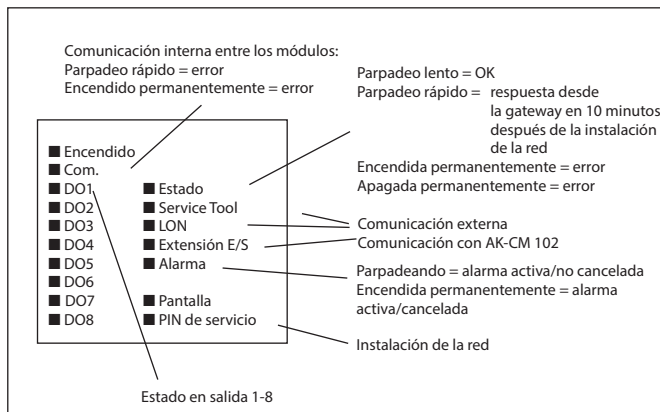 Comunicación interna entre los módulos:
Parpadeo rápido = error
Encendido permanentemente = error
Parpadeo lento = OK
Parpadeo rápido = respuesta desde
la gateway en 10 minutos
después de la instalación
de la red
Encendida permanentemente = error
Apagada permanentemente = error
Encendido
Com.
DO1 Estado
DO2 Service Tool
DO3 LON
DO4 Extensión E/S
DO5 Alarma
DO6
DO7 Pantalla
DO8 PIN de servicio
Comunicación externa
Comunicación con AK-CM 102
Parpadeando = alarma activa/no cancelada
Encendida permanentemente = alarma
activa/cancelada
Instalación de la red
Estado en salida 1-8